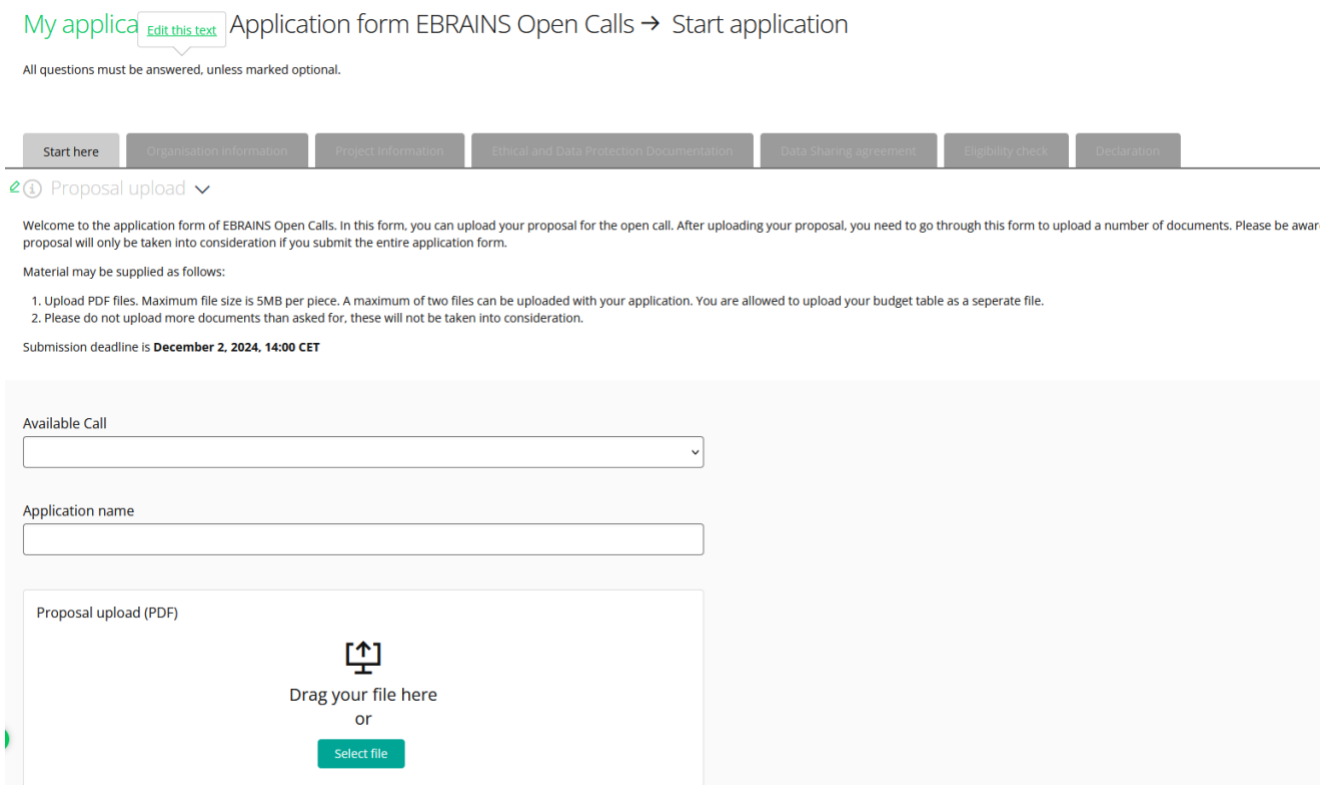 My applica Edit this text Application form EBRAINS Open Calls → Start application
All questions must be answered, unless marked optional.
Start here Organisation Information Project Information Ethical and Data Protection Documentation Data Sharing agreement Eligibility check Declaration
Proposal upload
Welcome to the application form of EBRAINS Open Calls. In this form, you can upload your proposal for the open call. After uploading your proposal, you need to go through this form to upload a number of documents. Please be awar
proposal will only be taken into consideration if you submit the entire application form.
Material may be supplied as follows:
1. Upload PDF files. Maximum file size is 5MB per piece. A maximum of two files can be uploaded with your application. You are allowed to upload your budget table as a seperate file.
2. Please do not upload more documents than asked for, these will not be taken into consideration.
Submission deadline is December 2, 2024, 14:00 CET
Available Call
Application name
Proposal upload (PDF)
Drag your file here
or
Select file